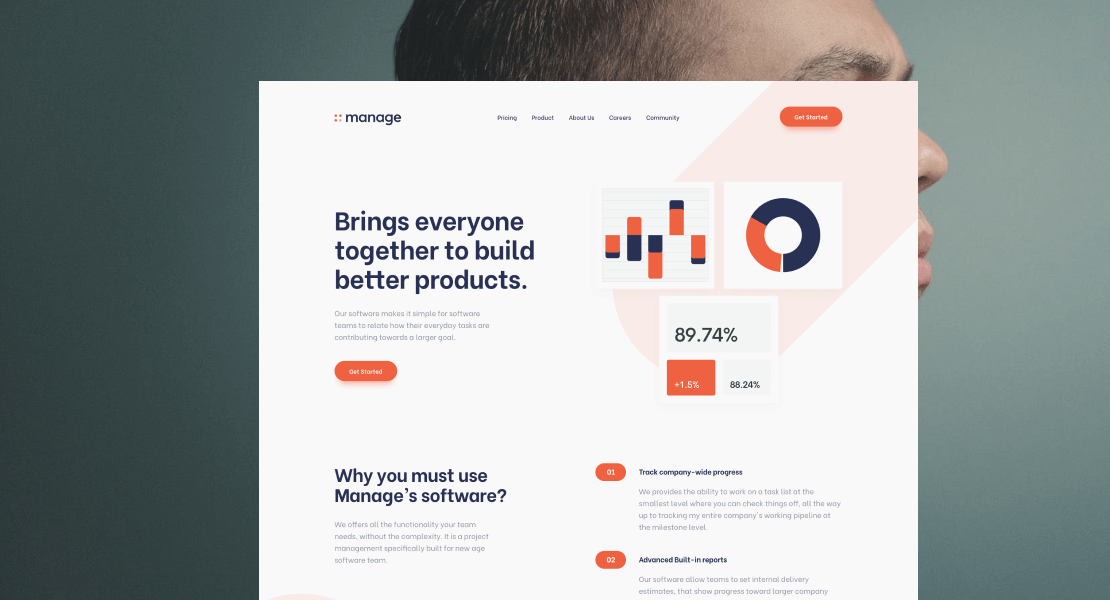 manage
Pricing Product About Us Careers Community
Get Started
Brings everyone
together to build
better products.
Our software makes it simple for software
teams to relate how their everyday tasks are
contributing towards a larger goal.
Get Started
89.74%
+1.5% 88.24%
Why you must use
Manage's software?
We offers all the functionality your team
needs, without the complexity. It is a project
management specifically built for new age
software team.
01 Track company-wide progress
We provides the ability to work on a task list at the
smallest level where you can check things off, all the way
up to tracking my entire company's working pipeline at
the milestone level.
02 Advanced Built-in reports
Our software allow teams to set internal delivery
estimates, that show progress toward larger company